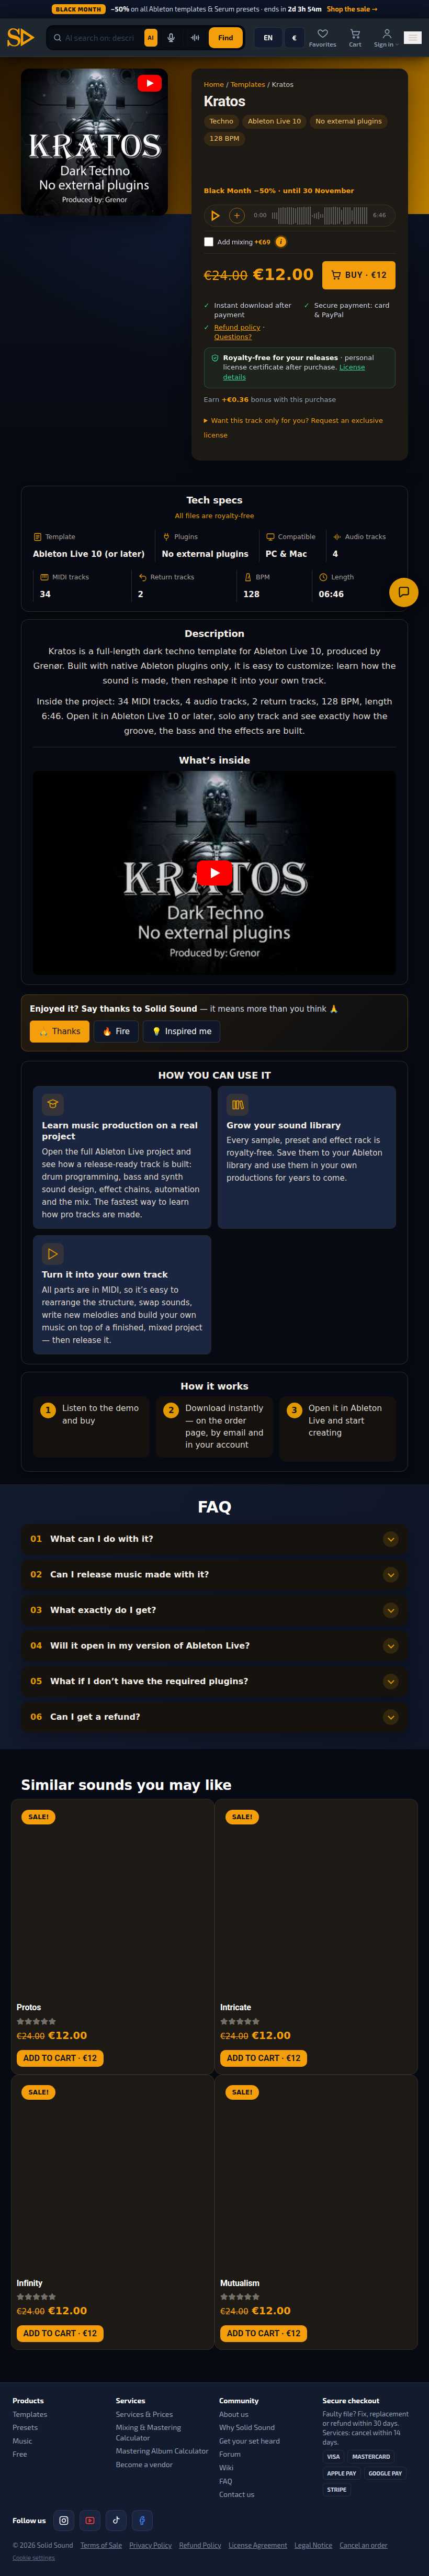 BLACK MONTH −50% on all Ableton templates & Serum presets · ends in 2d 3h 54m Shop the sale →
AI search on: descri
AI
Find
EN
€
Favorites
Cart
Sign in
KRATOS
Dark Techno
No external plugins
Produced by: Grenor
Home / Templates / Kratos
Kratos
Techno
Ableton Live 10
No external plugins
128 BPM
Black Month −50% · until 30 November
0:00
6:46
Add mixing +€69 i
€24.00 €12.00
BUY · €12
✓ Instant download after payment
✓ Secure payment: card & PayPal
✓ Refund policy · Questions?
Royalty-free for your releases · personal license certificate after purchase. License details
Earn +€0.36 bonus with this purchase
Want this track only for you? Request an exclusive license
Tech specs
All files are royalty-free
Template
Ableton Live 10 (or later)
Plugins
No external plugins
Compatible
PC & Mac
Audio tracks
4
MIDI tracks
34
Return tracks
2
BPM
128
Length
06:46
Description
Kratos is a full-length dark techno template for Ableton Live 10, produced by
Grenør. Built with native Ableton plugins only, it is easy to customize: learn how the
sound is made, then reshape it into your own track.
Inside the project: 34 MIDI tracks, 4 audio tracks, 2 return tracks, 128 BPM, length
6:46. Open it in Ableton Live 10 or later, solo any track and see exactly how the
groove, the bass and the effects are built.
What's inside
KRATOS
Dark Techno
No external plugins
Produced by: Grenor
Enjoyed it? Say thanks to Solid Sound — it means more than you think 🙏
🙏 Thanks
🔥 Fire
💡 Inspired me
HOW YOU CAN USE IT
Learn music production on a real project
Open the full Ableton Live project and
see how a release-ready track is built:
drum programming, bass and synth
sound design, effect chains, automation
and the mix. The fastest way to learn
how pro tracks are made.
Grow your sound library
Every sample, preset and effect rack is
royalty-free. Save them to your Ableton
library and use them in your own
productions for years to come.
Turn it into your own track
All parts are in MIDI, so it's easy to
rearrange the structure, swap sounds,
write new melodies and build your own
music on top of a finished, mixed project
— then release it.
How it works
1 Listen to the demo and buy
2 Download instantly — on the order page, by email and in your account
3 Open it in Ableton Live and start creating
FAQ
01 What can I do with it?
02 Can I release music made with it?
03 What exactly do I get?
04 Will it open in my version of Ableton Live?
05 What if I don't have the required plugins?
06 Can I get a refund?
Similar sounds you may like
SALE!
Protos
€24.00 €12.00
ADD TO CART · €12
SALE!
Intricate
€24.00 €12.00
ADD TO CART · €12
SALE!
Infinity
€24.00 €12.00
ADD TO CART · €12
SALE!
Mutualism
€24.00 €12.00
ADD TO CART · €12
Products
Templates
Presets
Music
Free
Services
Services & Prices
Mixing & Mastering Calculator
Mastering Album Calculator
Become a vendor
Community
About us
Why Solid Sound
Get your set heard
Forum
Wiki
FAQ
Contact us
Secure checkout
Faulty file? Fix, replacement
or refund within 30 days.
Services: cancel within 14
days.
VISA
MASTERCARD
APPLE PAY
GOOGLE PAY
STRIPE
Follow us
© 2026 Solid Sound Terms of Sale Privacy Policy Refund Policy License Agreement Legal Notice Cancel an order
Cookie settings